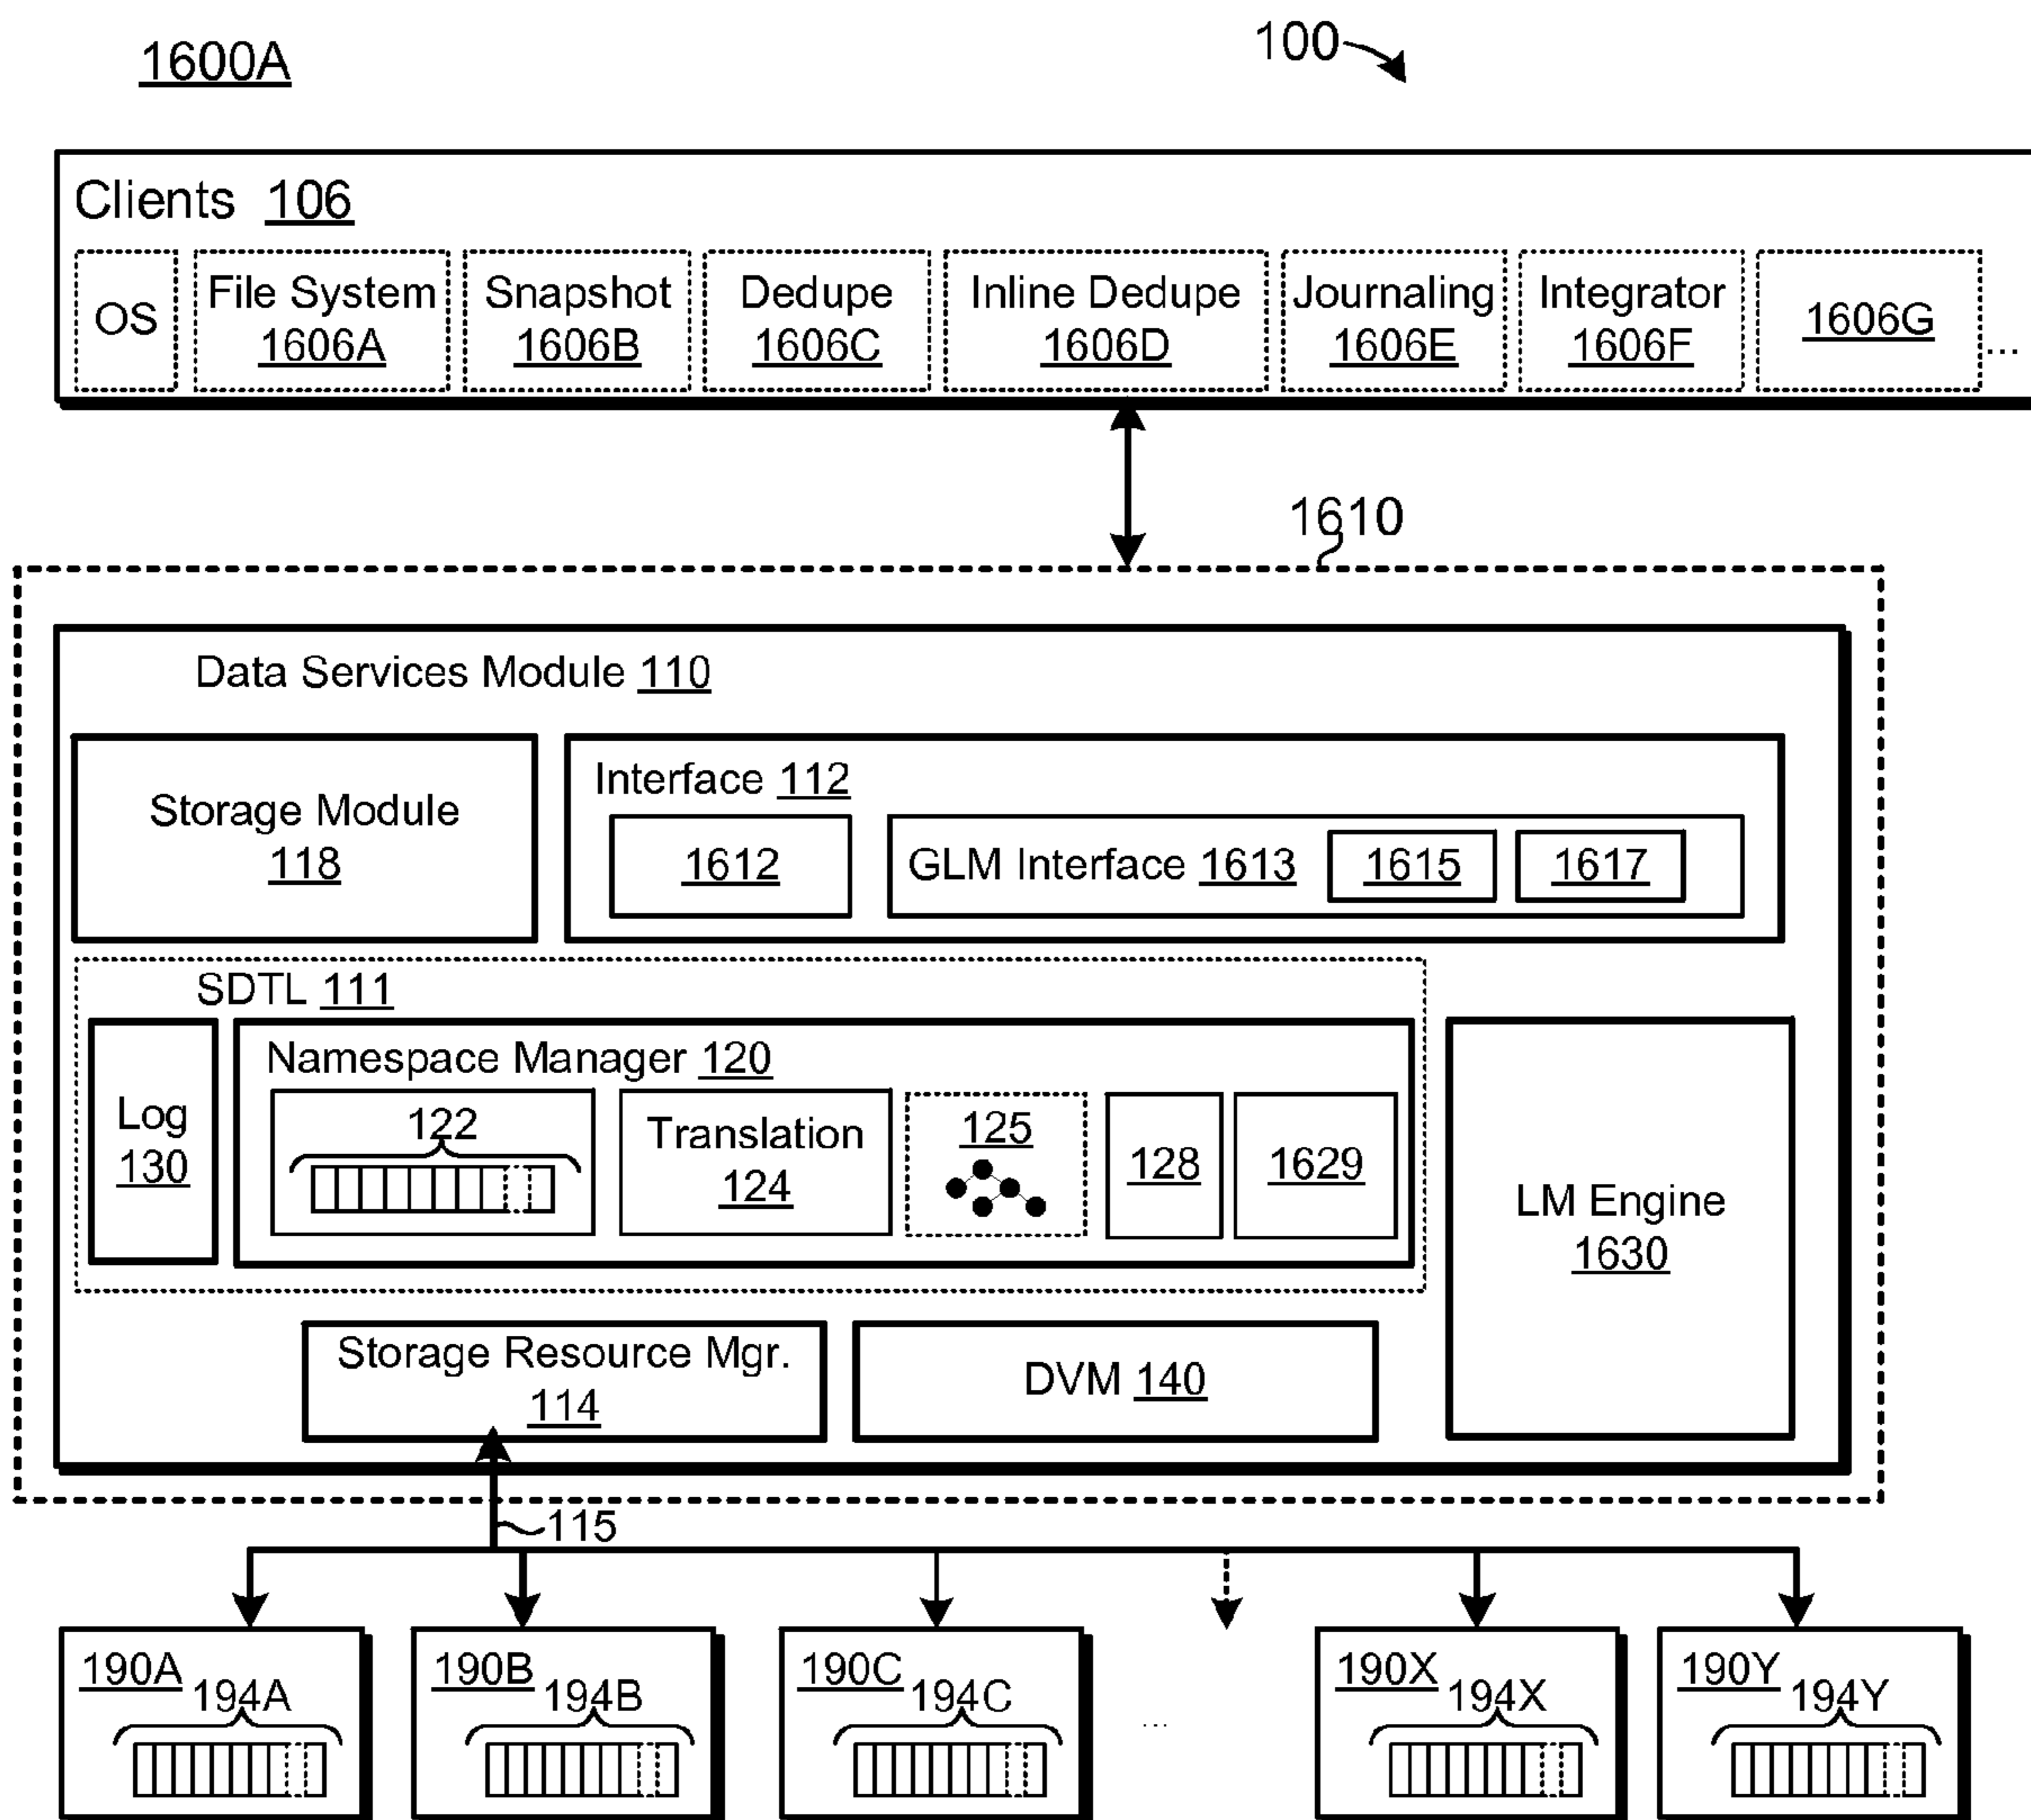 1600A
100
Clients 106
OS
File System
1606A
Snapshot
1606B
Dedupe
1606C
Inline Dedupe
1606D
Journaling
1606E
Integrator
1606F
1606G
...
1610
Data Services Module 110
Storage Module
118
Interface 112
1612
GLM Interface 1613
1615
1617
SDTL 111
Log
130
Namespace Manager 120
122
Translation
124
125
128
1629
LM Engine
1630
Storage Resource Mgr.
114
DVM 140
115
190A
194A
190B
194B
190C
194C
...
190X
194X
190Y
194Y